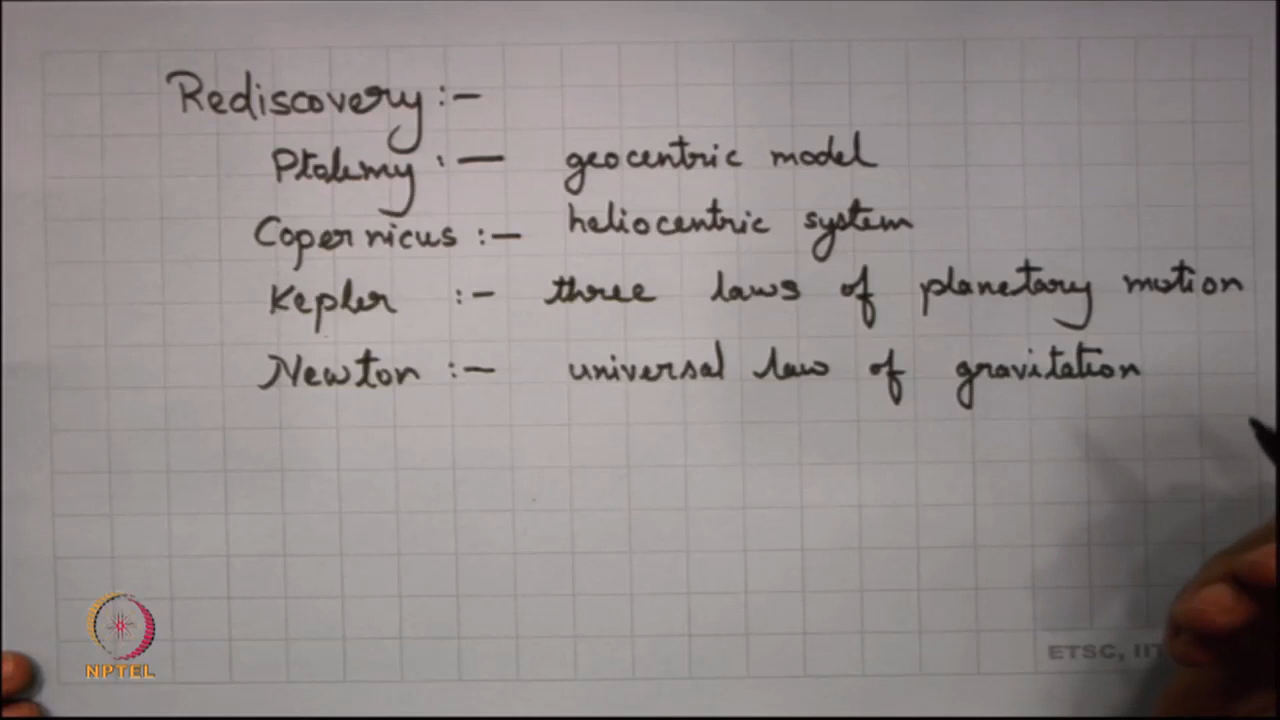 Rediscovery :-
Ptolemy :- geocentric model
Copernicus :- heliocentric system
Kepler :- three laws of planetary motion
Newton :- universal law of gravitation
NPTEL
ETSC, IIT